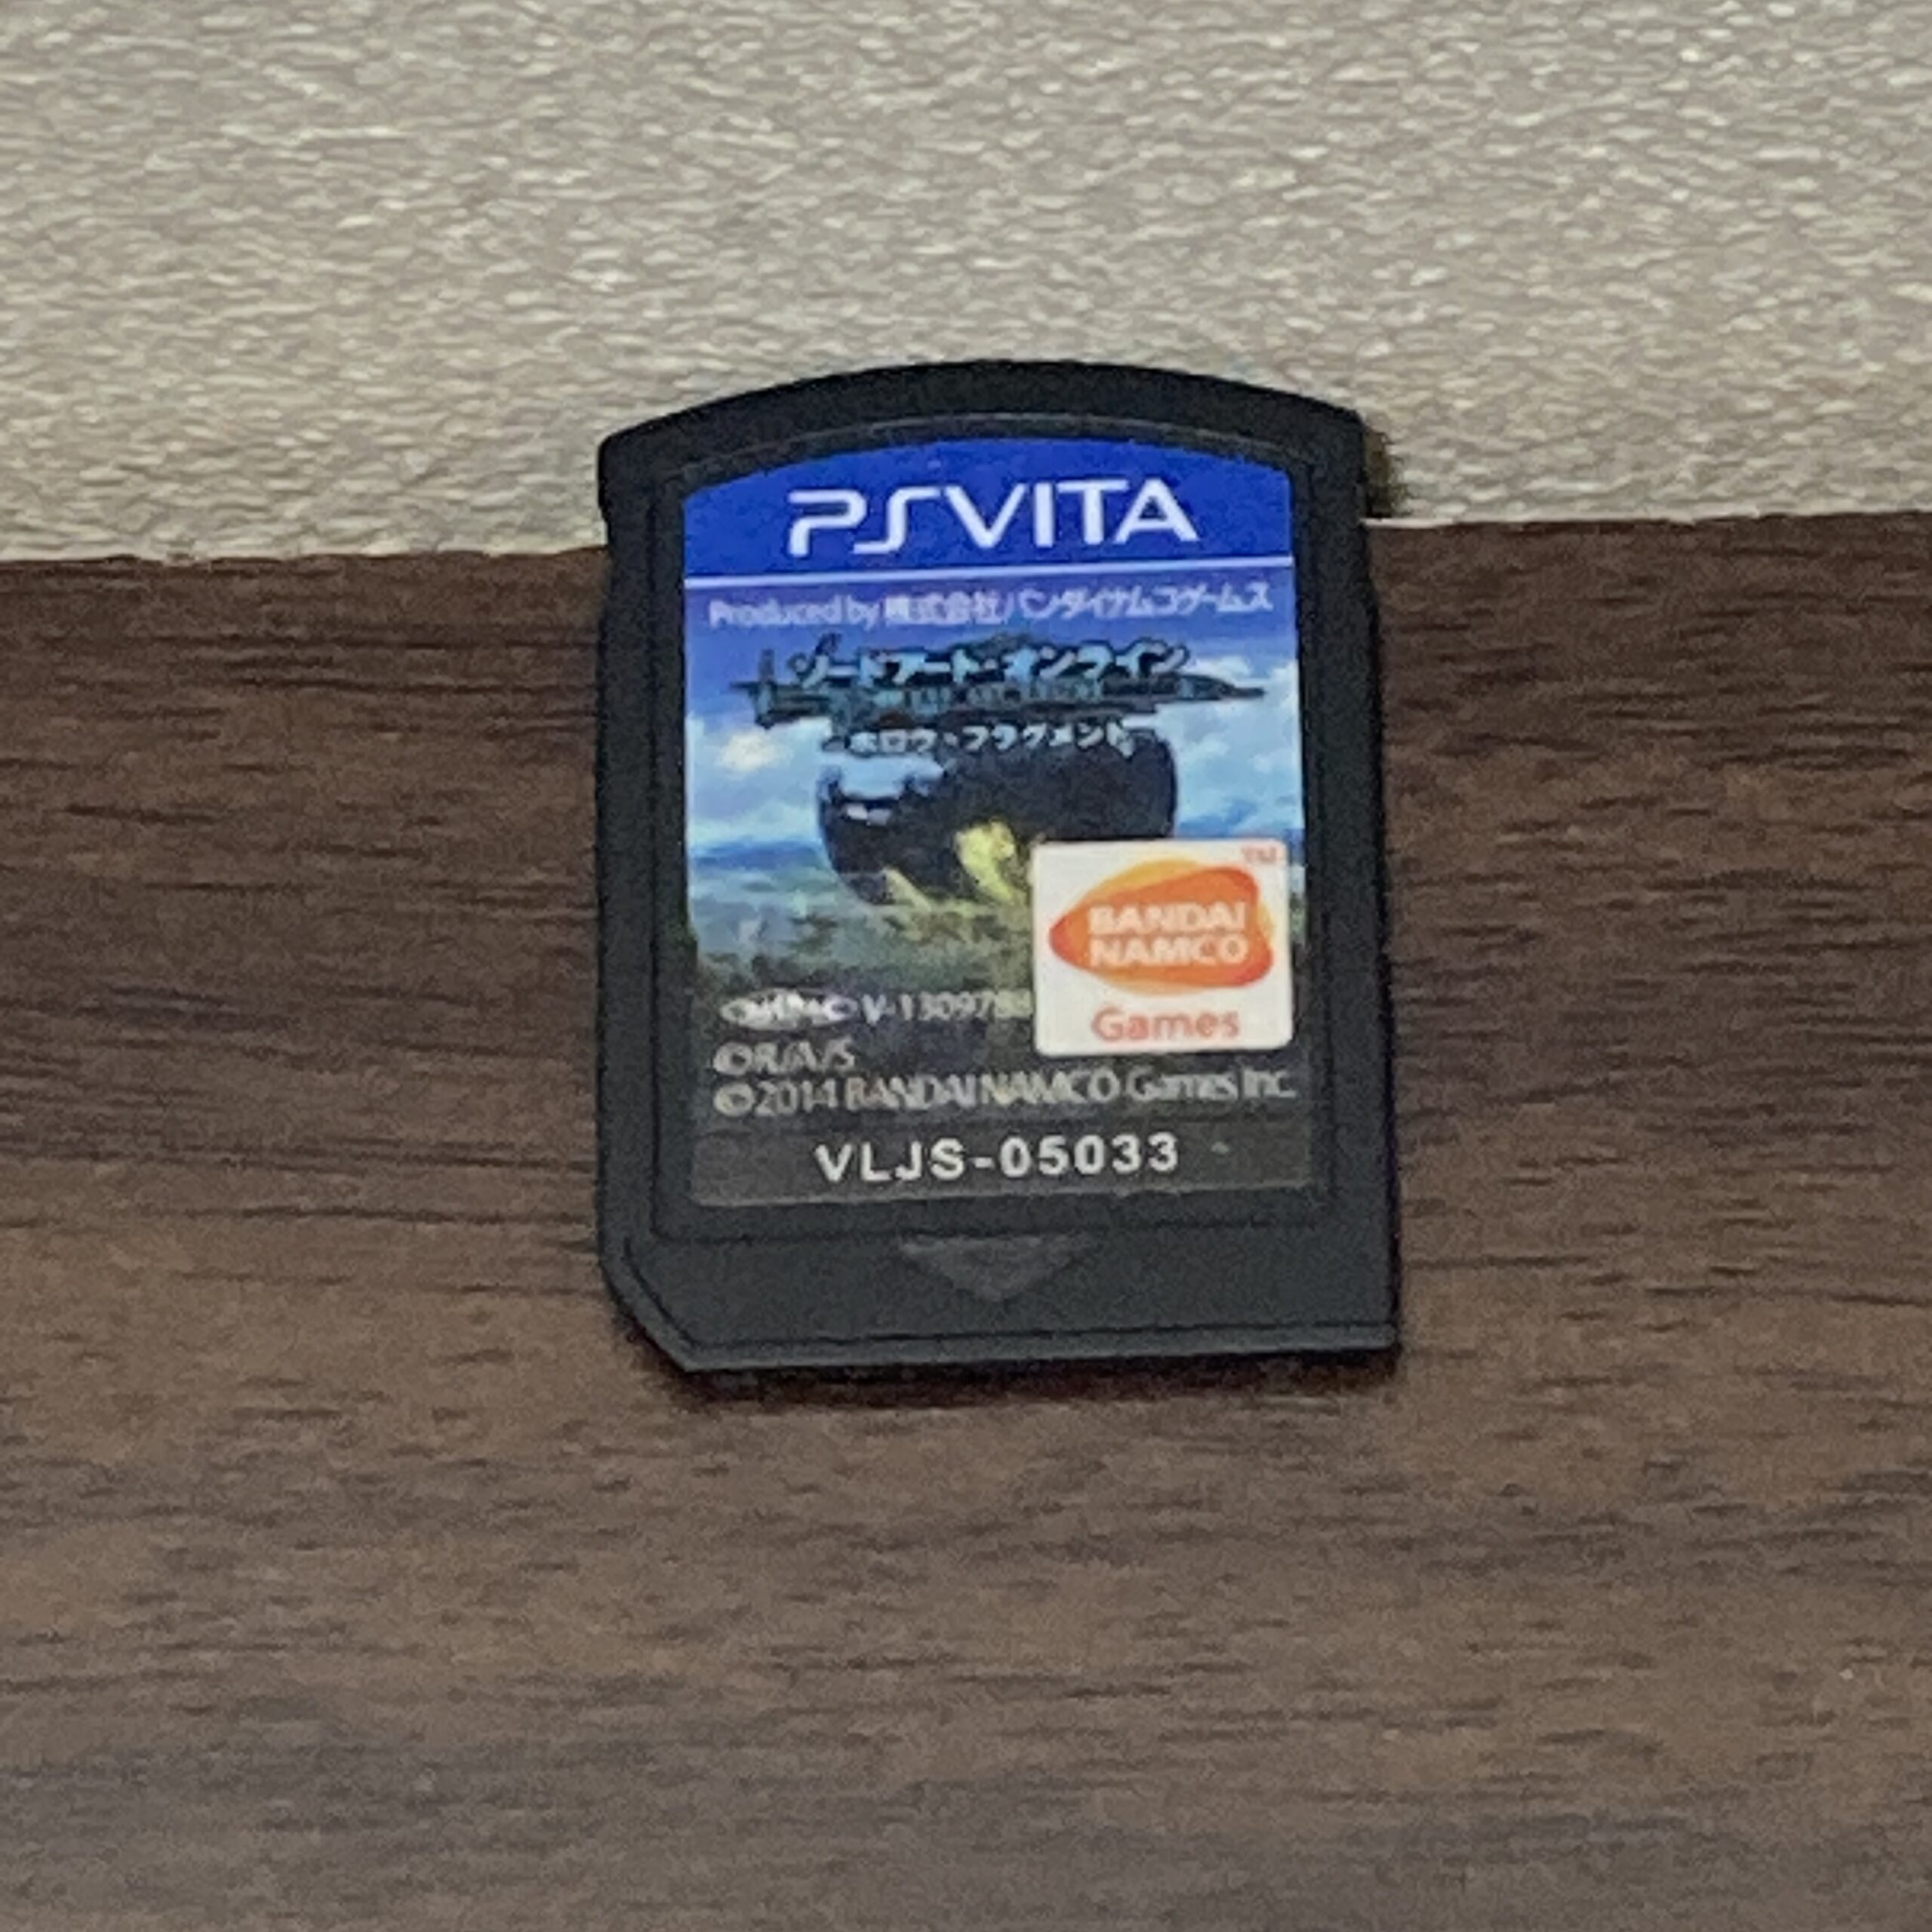 PSVITA
Produced by 株式会社バンダイナムコゲームス
ソードアート・オンライン
ホロウ・フラグメント
TM
BANDAI
NAMCO
Games
©R/A/S
©2014 BANDAI NAMCO Games Inc.
VLJS-05033